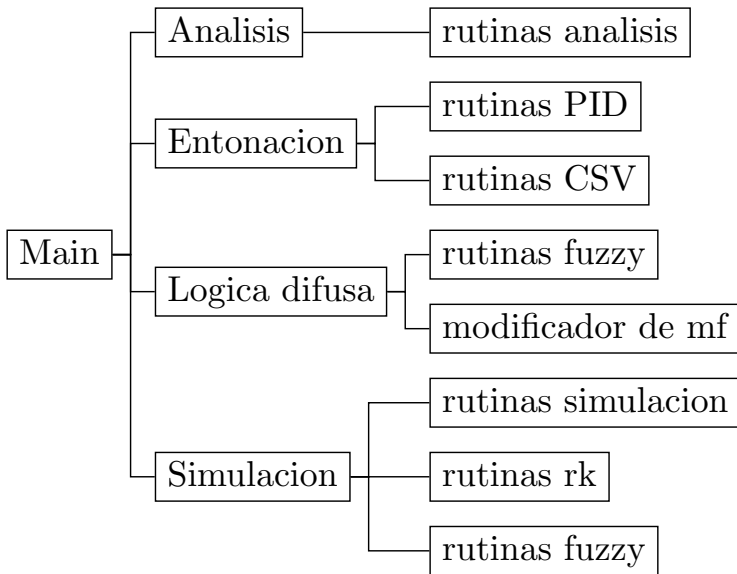 Analisis
rutinas analisis
rutinas PID
Entonacion
rutinas CSV
Main
rutinas fuzzy
Logica difusa
modificador de mf
rutinas simulacion
Simulacion
rutinas rk
rutinas fuzzy